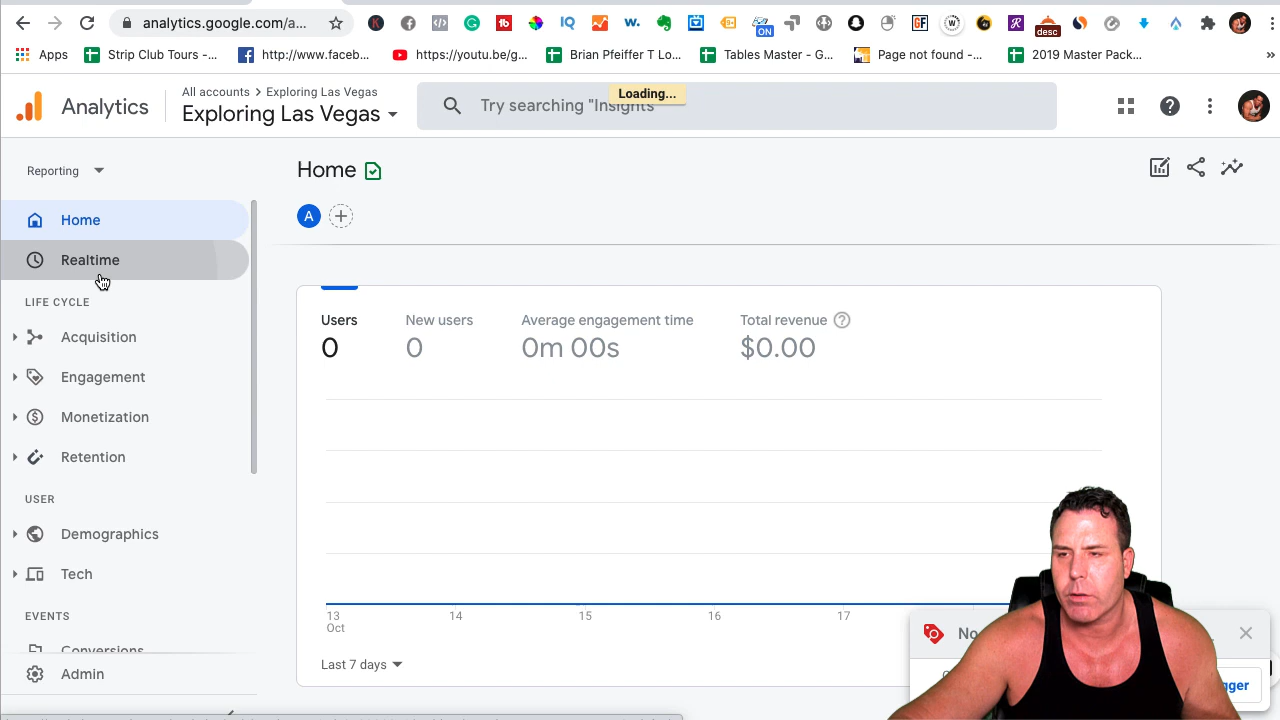 analytics.google.com/a...
ON
desc
Apps
Strip Club Tours -...
http://www.faceb...
https://youtu.be/g...
Brian Pfeiffer T Lo...
Tables Master - G...
Page not found -...
2019 Master Pack...
»
Analytics
All accounts > Exploring Las Vegas
Exploring Las Vegas
Try searching "Insights"
Loading...
Reporting
Home
Realtime
LIFE CYCLE
Acquisition
Engagement
Monetization
Retention
USER
Demographics
Tech
EVENTS
Conversions
Admin
Home
A
Users
0
New users
0
Average engagement time
0m 00s
Total revenue
$0.00
13
Oct
14
15
16
17
Last 7 days
No
gger